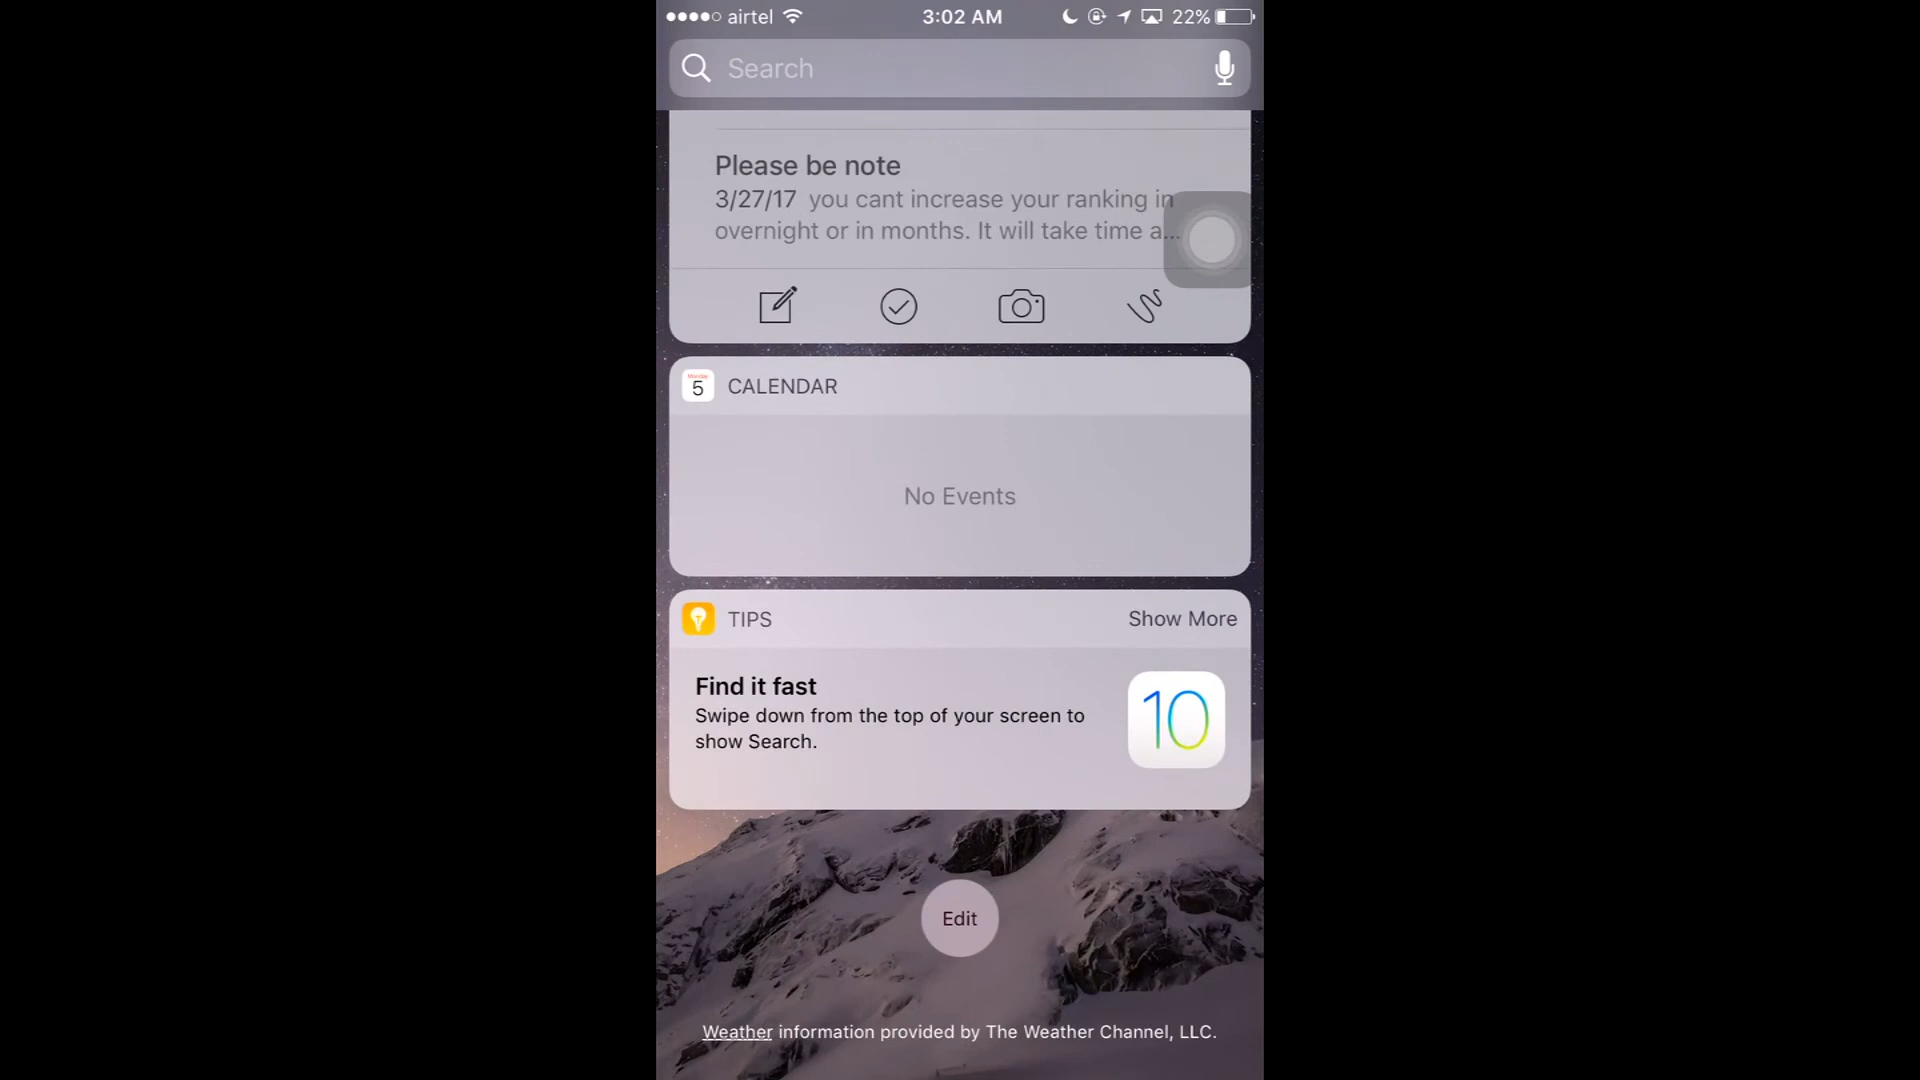 airtel 3:02 AM 22%
Search
Please be note
3/27/17 you cant increase your ranking in
overnight or in months. It will take time a...
Monday
5 CALENDAR
No Events
TIPS Show More
Find it fast
Swipe down from the top of your screen to
show Search.
10
Edit
Weather information provided by The Weather Channel, LLC.